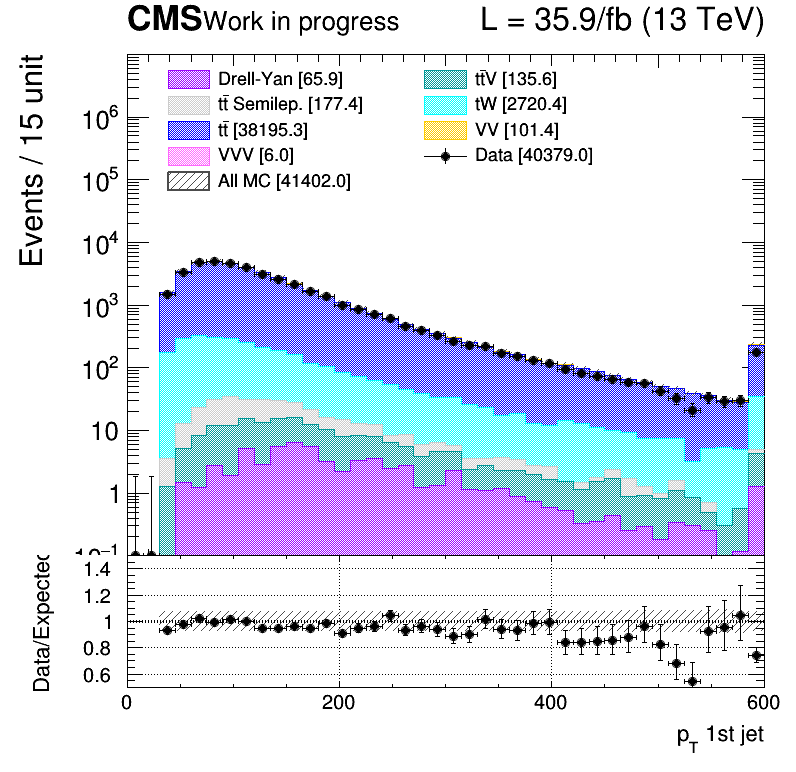 CMS Work in progress L = 35.9/fb (13 TeV)
Drell-Yan [65.9] tt̄V [135.6]
tt̄ Semilep. [177.4] tW [2720.4]
tt̄ [38195.3] VV [101.4]
VVV [6.0] Data [40379.0]
All MC [41402.0]
Events / 15 unit
10⁶
10⁵
10⁴
10³
10²
10
1
10⁻¹
Data/Expected
1.4
1.2
1
0.8
0.6
0 200 400 600
p_T 1st jet